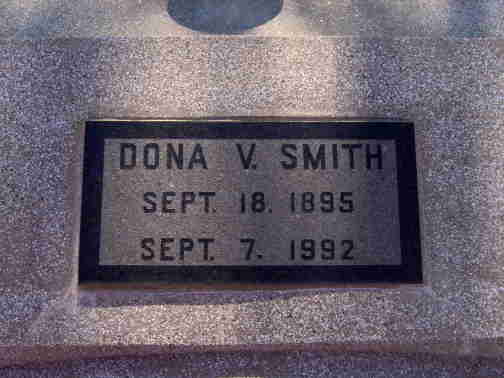 DONA V. SMITH
SEPT. 18. 1895
SEPT. 7. 1992